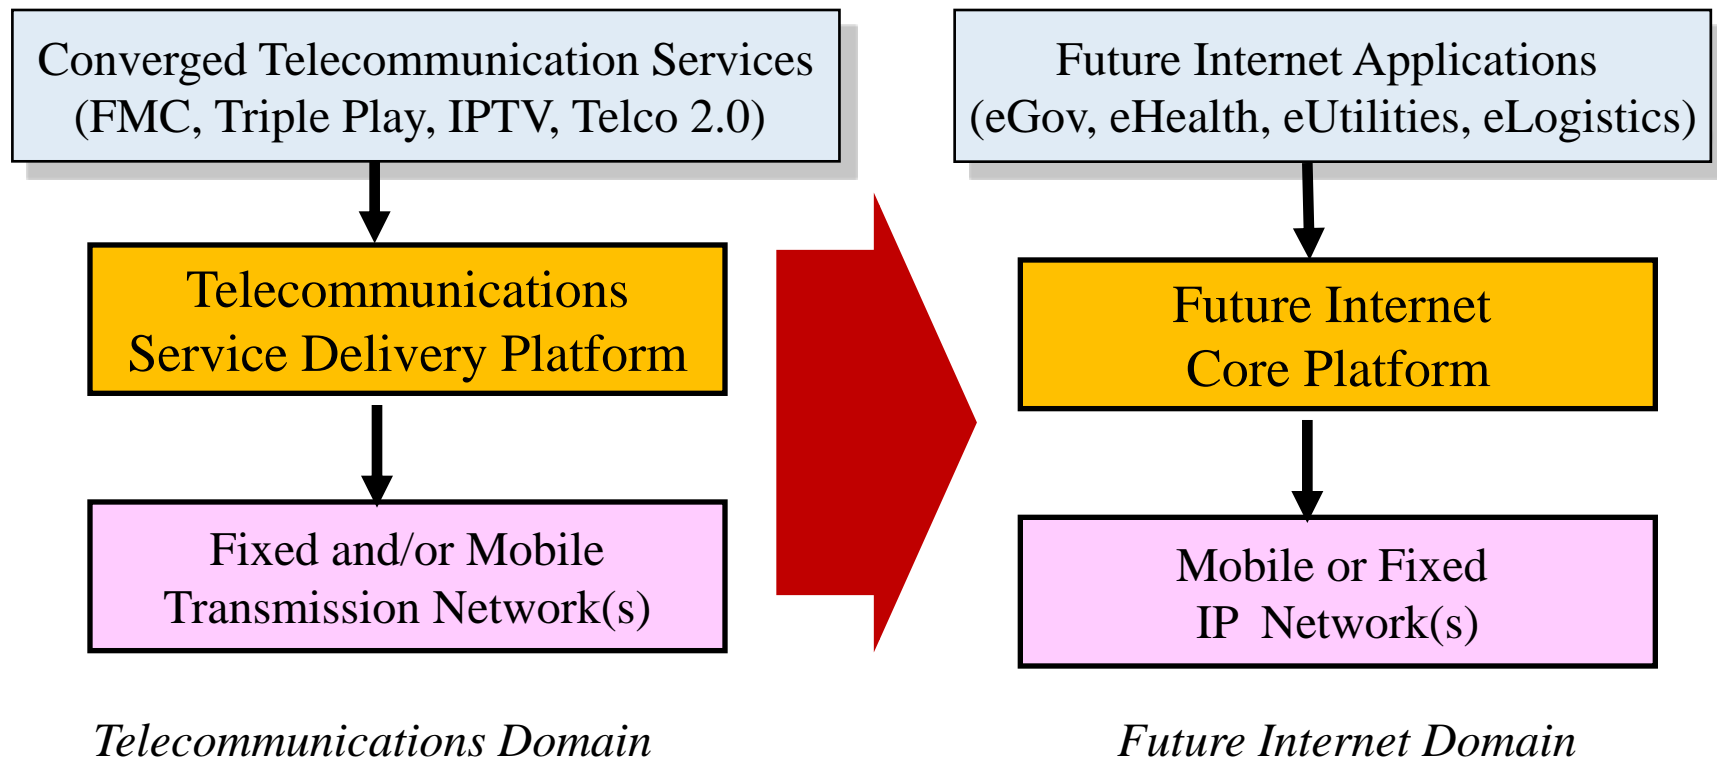 Converged Telecommunication Services
(FMC, Triple Play, IPTV, Telco 2.0)
Telecommunications
Service Delivery Platform
Fixed and/or Mobile
Transmission Network(s)
Telecommunications Domain
Future Internet Applications
(eGov, eHealth, eUtilities, eLogistics)
Future Internet
Core Platform
Mobile or Fixed
IP Network(s)
Future Internet Domain